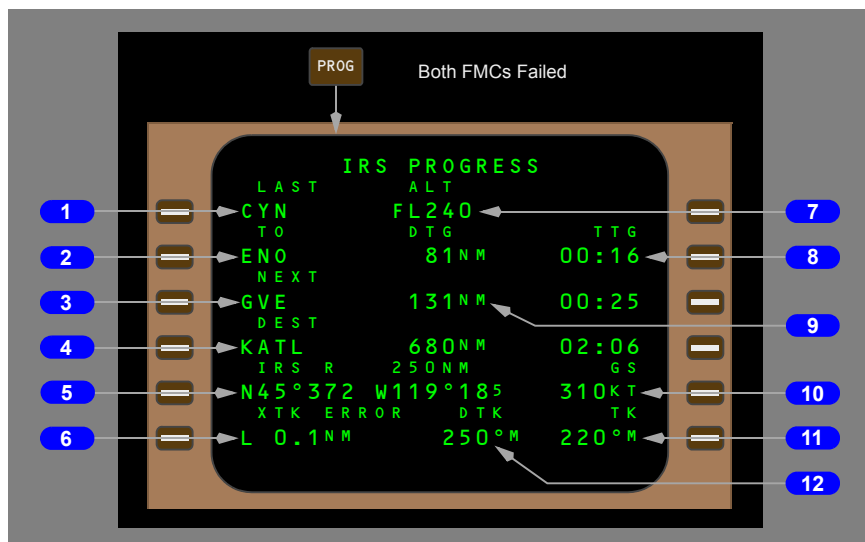 PROG
Both FMCs Failed
IRS PROGRESS
LAST ALT
CYN FL240
TO DTG TTG
ENO 81NM 00:16
NEXT
GVE 131NM 00:25
DEST
KATL 680NM 02:06
IRS R 250NM GS
N45°372 W119°185 310KT
XTK ERROR DTK TK
L 0.1NM 250°M 220°M
1
2
3
4
5
6
7
8
9
10
11
12